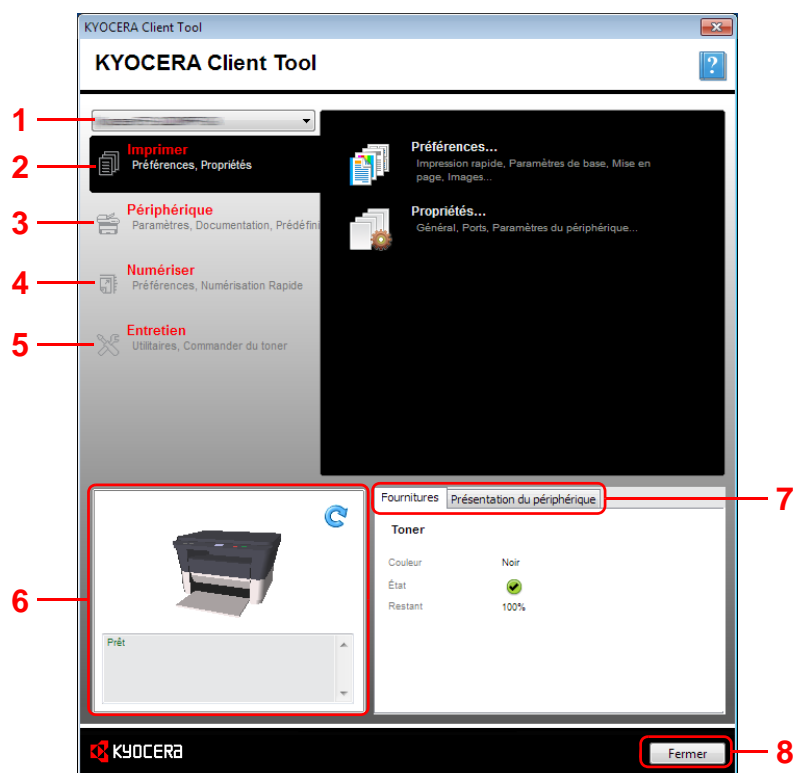 KYOCERA Client Tool
KYOCERA Client Tool
?
1
2
Imprimer
Préférences, Propriétés
3
Périphérique
Paramètres, Documentation, Prédéfini
4
Numériser
Préférences, Numérisation Rapide
5
Entretien
Utilitaires, Commander du toner
Préférences...
Impression rapide, Paramètres de base, Mise en
page, Images...
Propriétés...
Général, Ports, Paramètres du périphérique...
6
Prêt
Fournitures
Présentation du périphérique
7
Toner
Couleur Noir
État
Restant 100%
KYOCERA
Fermer
8